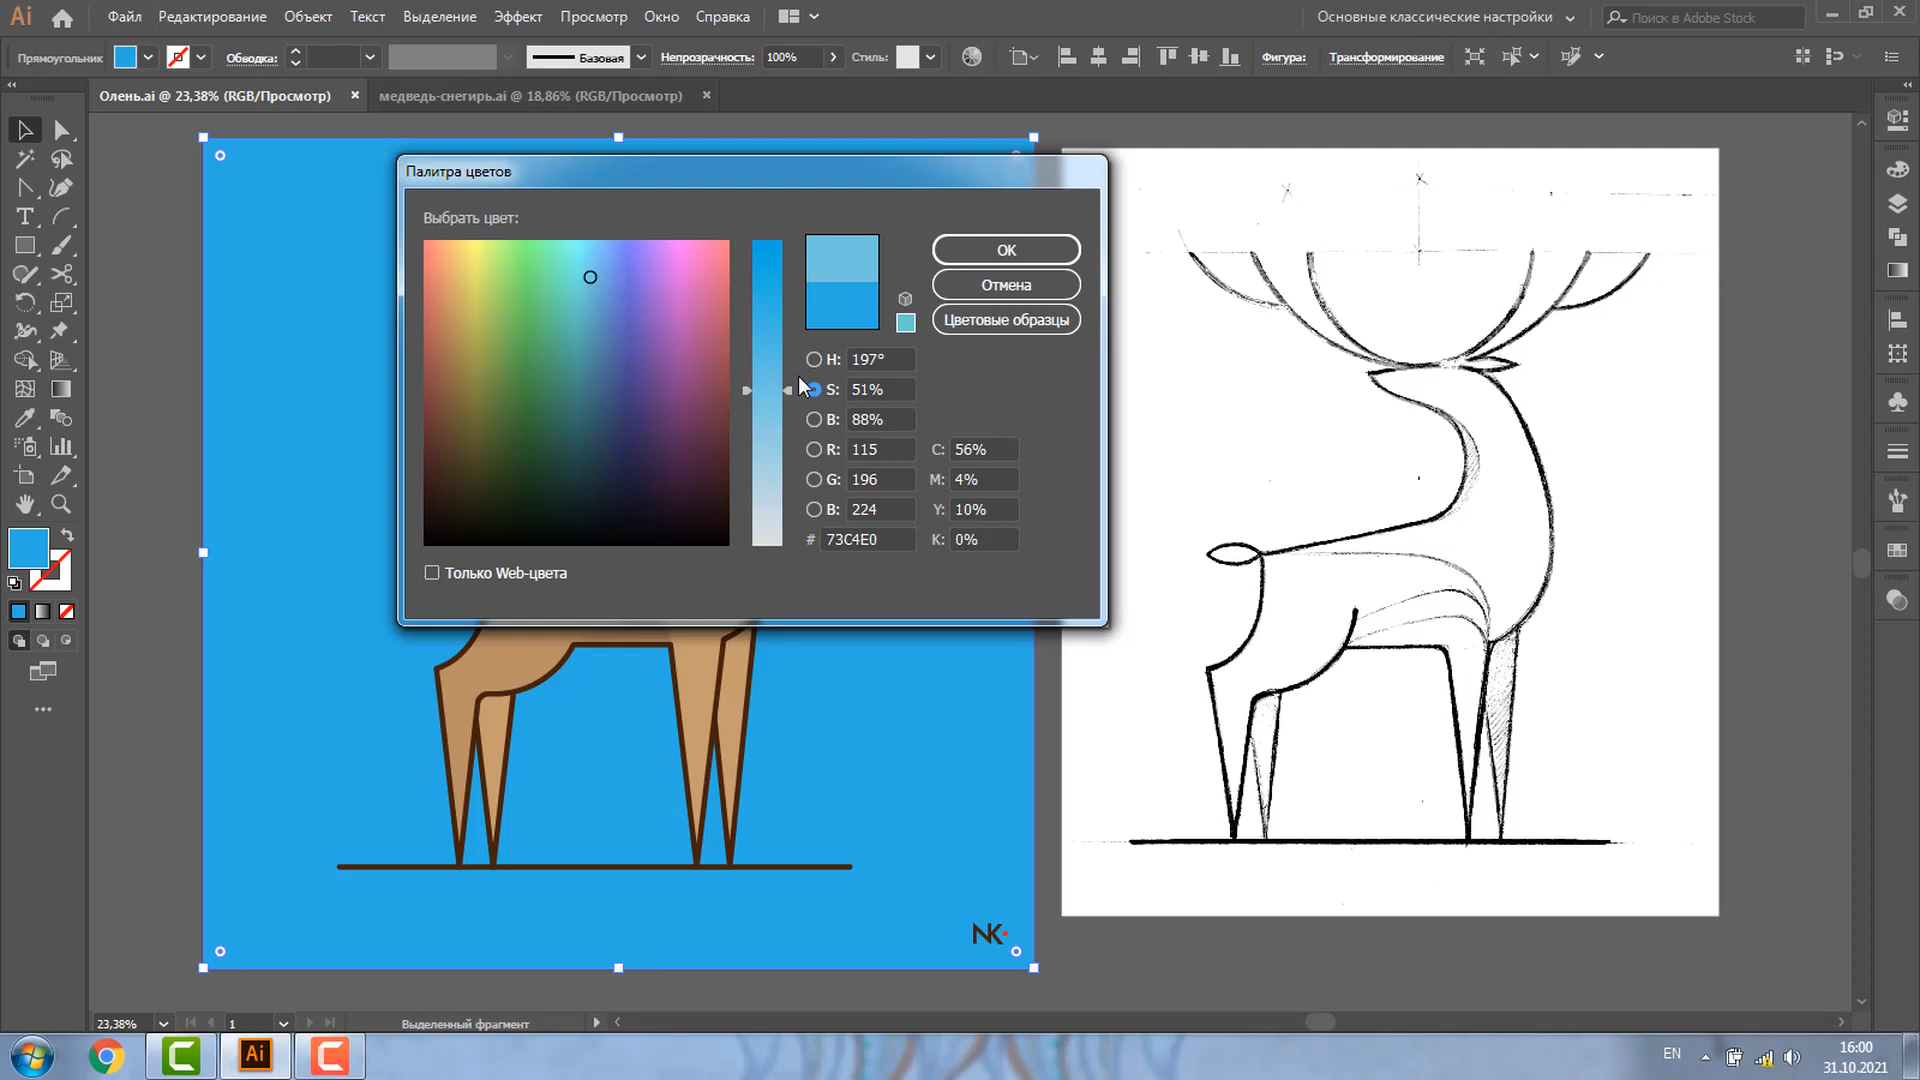 Ai Файл Редактирование Объект Текст Выделение Эффект Просмотр Окно Справка Основные классические настройки Поиск в Adobe Stock
Прямоугольник Обводка: Базовая Непрозрачность: 100% Стиль: Фигура: Трансформирование
Олень.ai @ 23,38% (RGB/Просмотр) медведь-снегирь.ai @ 18,86% (RGB/Просмотр)
Палитра цветов
Выбрать цвет:
OK
Отмена
Цветовые образцы
H: 197°
S: 51%
B: 88%
R: 115 C: 56%
G: 196 M: 4%
B: 224 Y: 10%
# 73C4E0 K: 0%
Только Web-цвета
NK
23,38% 1 Выделенный фрагмент
Ai EN 16:00
31.10.2021